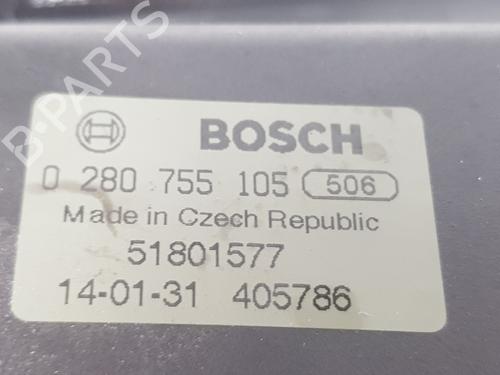 BOSCH
0 280 755 105 506
Made in Czech Republic
51801577
14-01-31 405786
B-PARTS